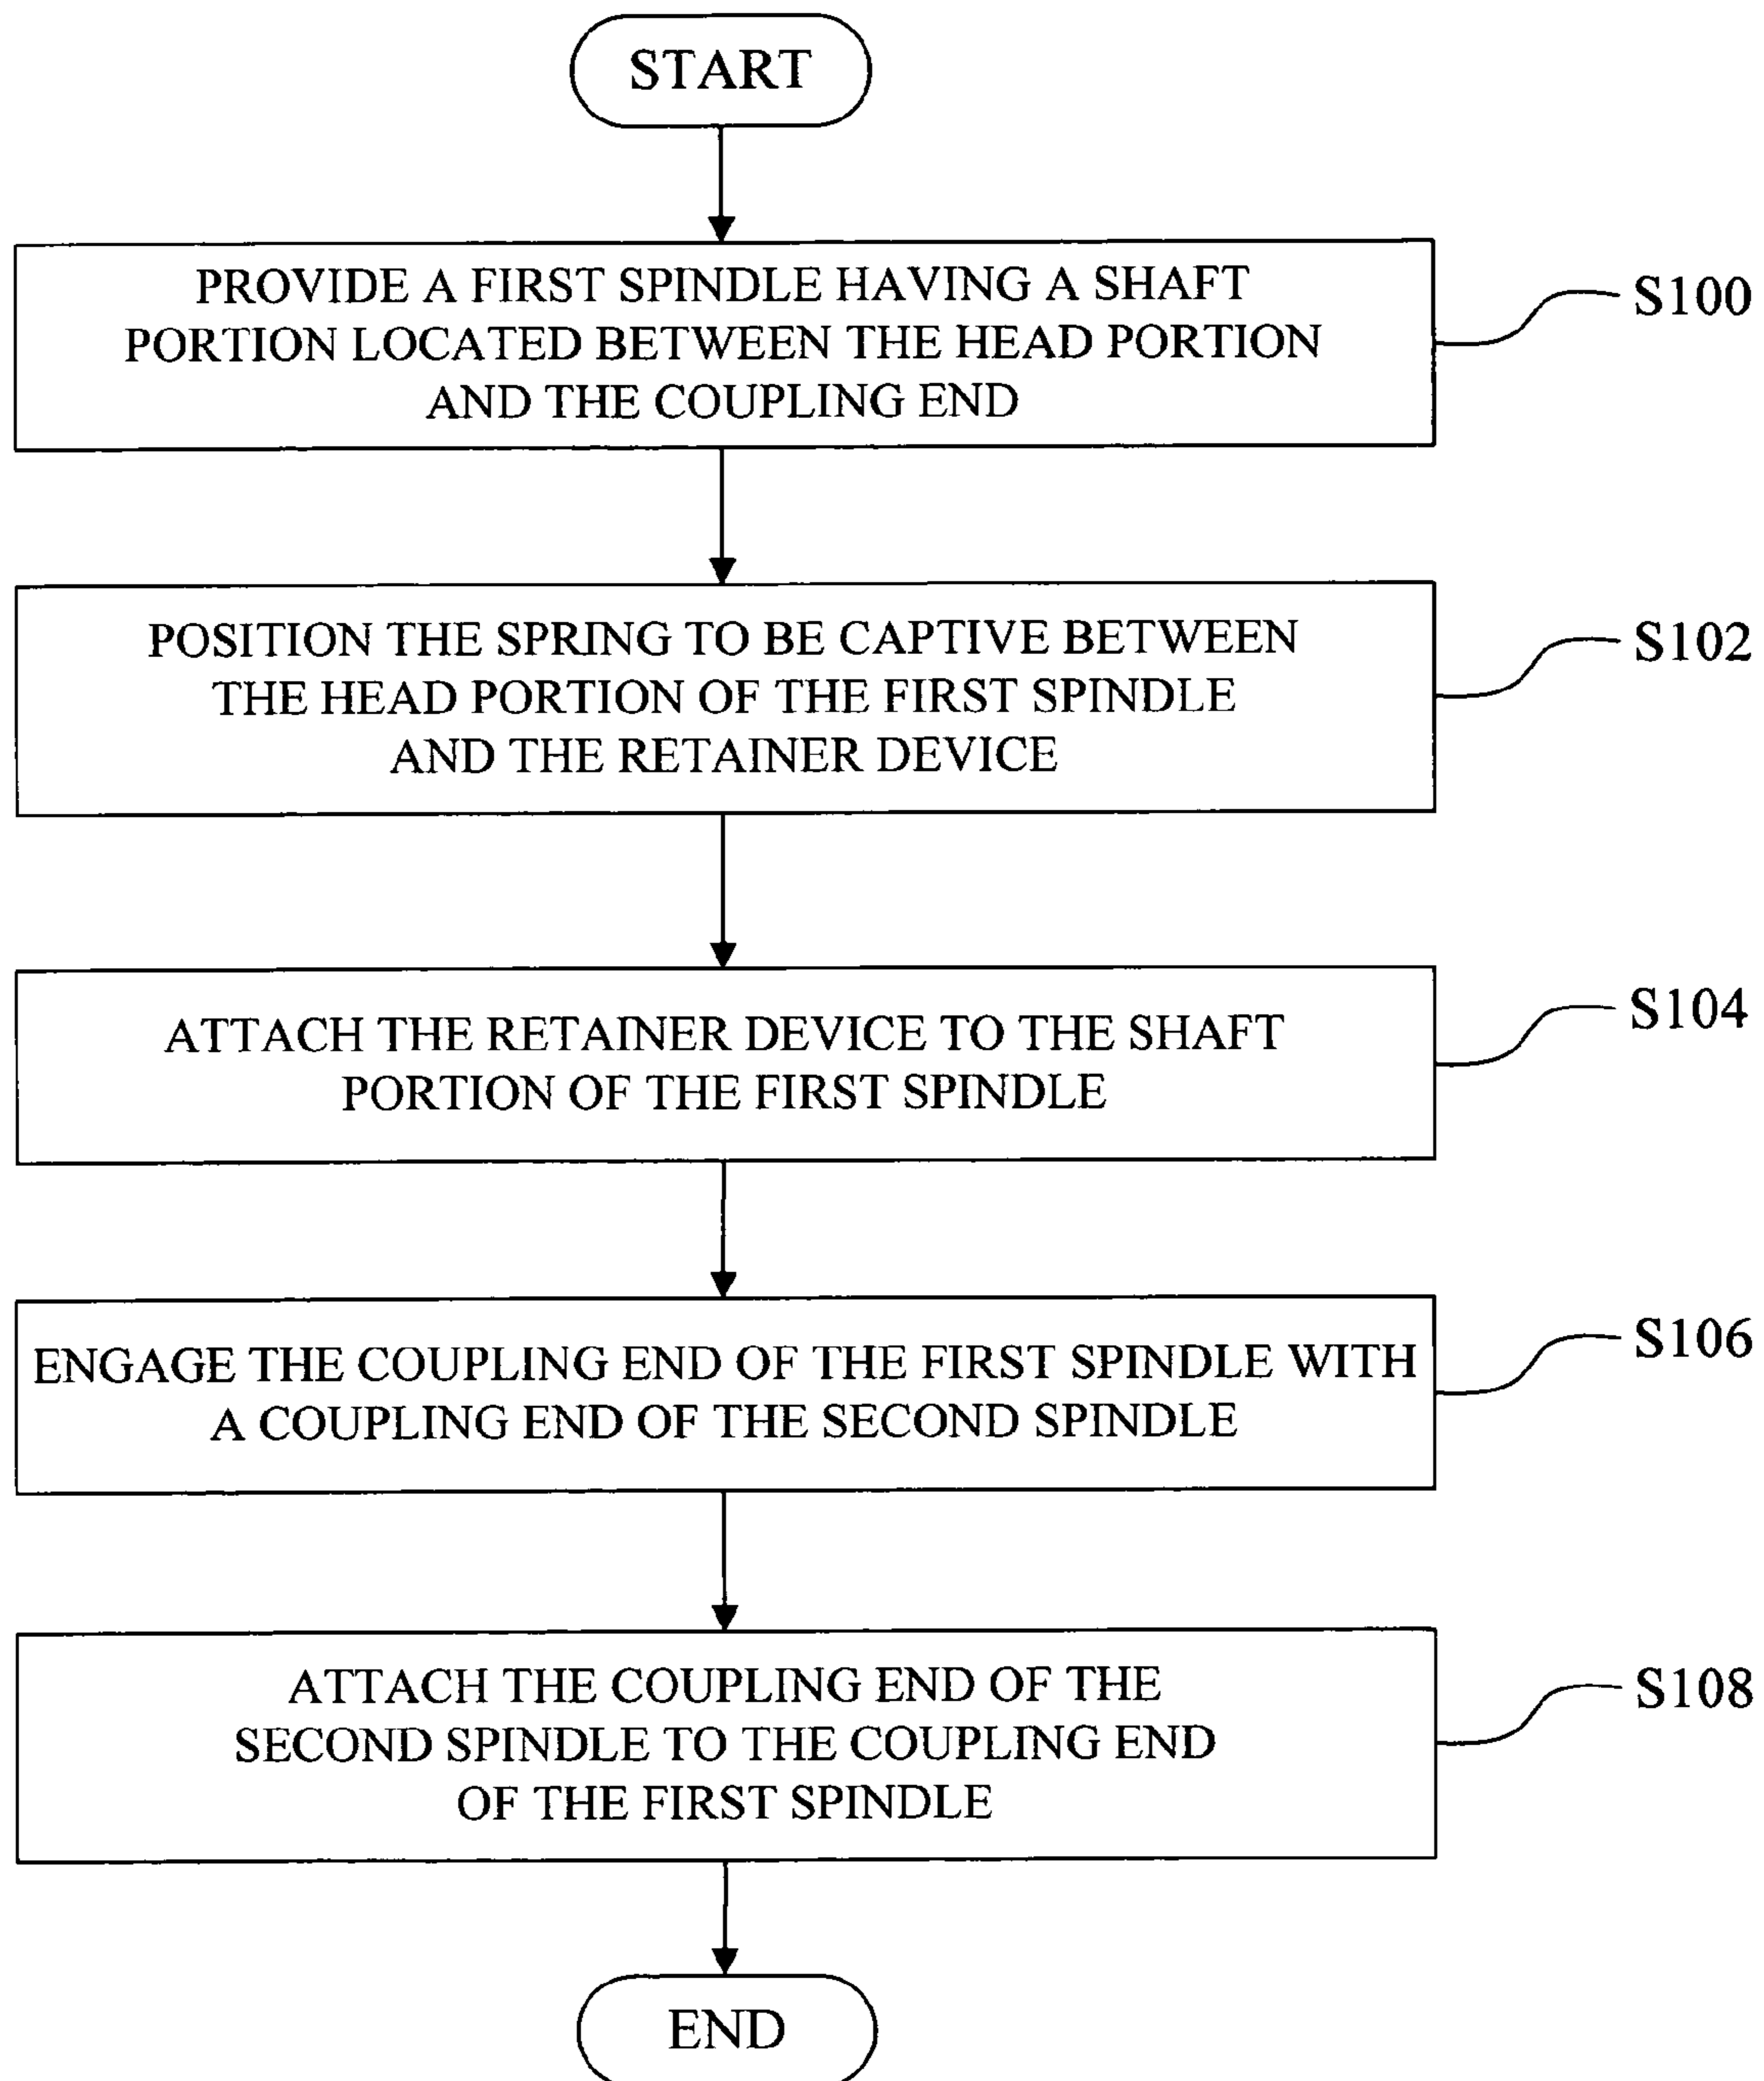 START
PROVIDE A FIRST SPINDLE HAVING A SHAFT
PORTION LOCATED BETWEEN THE HEAD PORTION
AND THE COUPLING END
S100
POSITION THE SPRING TO BE CAPTIVE BETWEEN
THE HEAD PORTION OF THE FIRST SPINDLE
AND THE RETAINER DEVICE
S102
ATTACH THE RETAINER DEVICE TO THE SHAFT
PORTION OF THE FIRST SPINDLE
S104
ENGAGE THE COUPLING END OF THE FIRST SPINDLE WITH
A COUPLING END OF THE SECOND SPINDLE
S106
ATTACH THE COUPLING END OF THE
SECOND SPINDLE TO THE COUPLING END
OF THE FIRST SPINDLE
S108
END